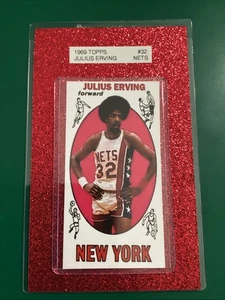 1969 TOPPS #32
JULIUS ERVING NETS
JULIUS ERVING
forward
NETS
32
NEW YORK